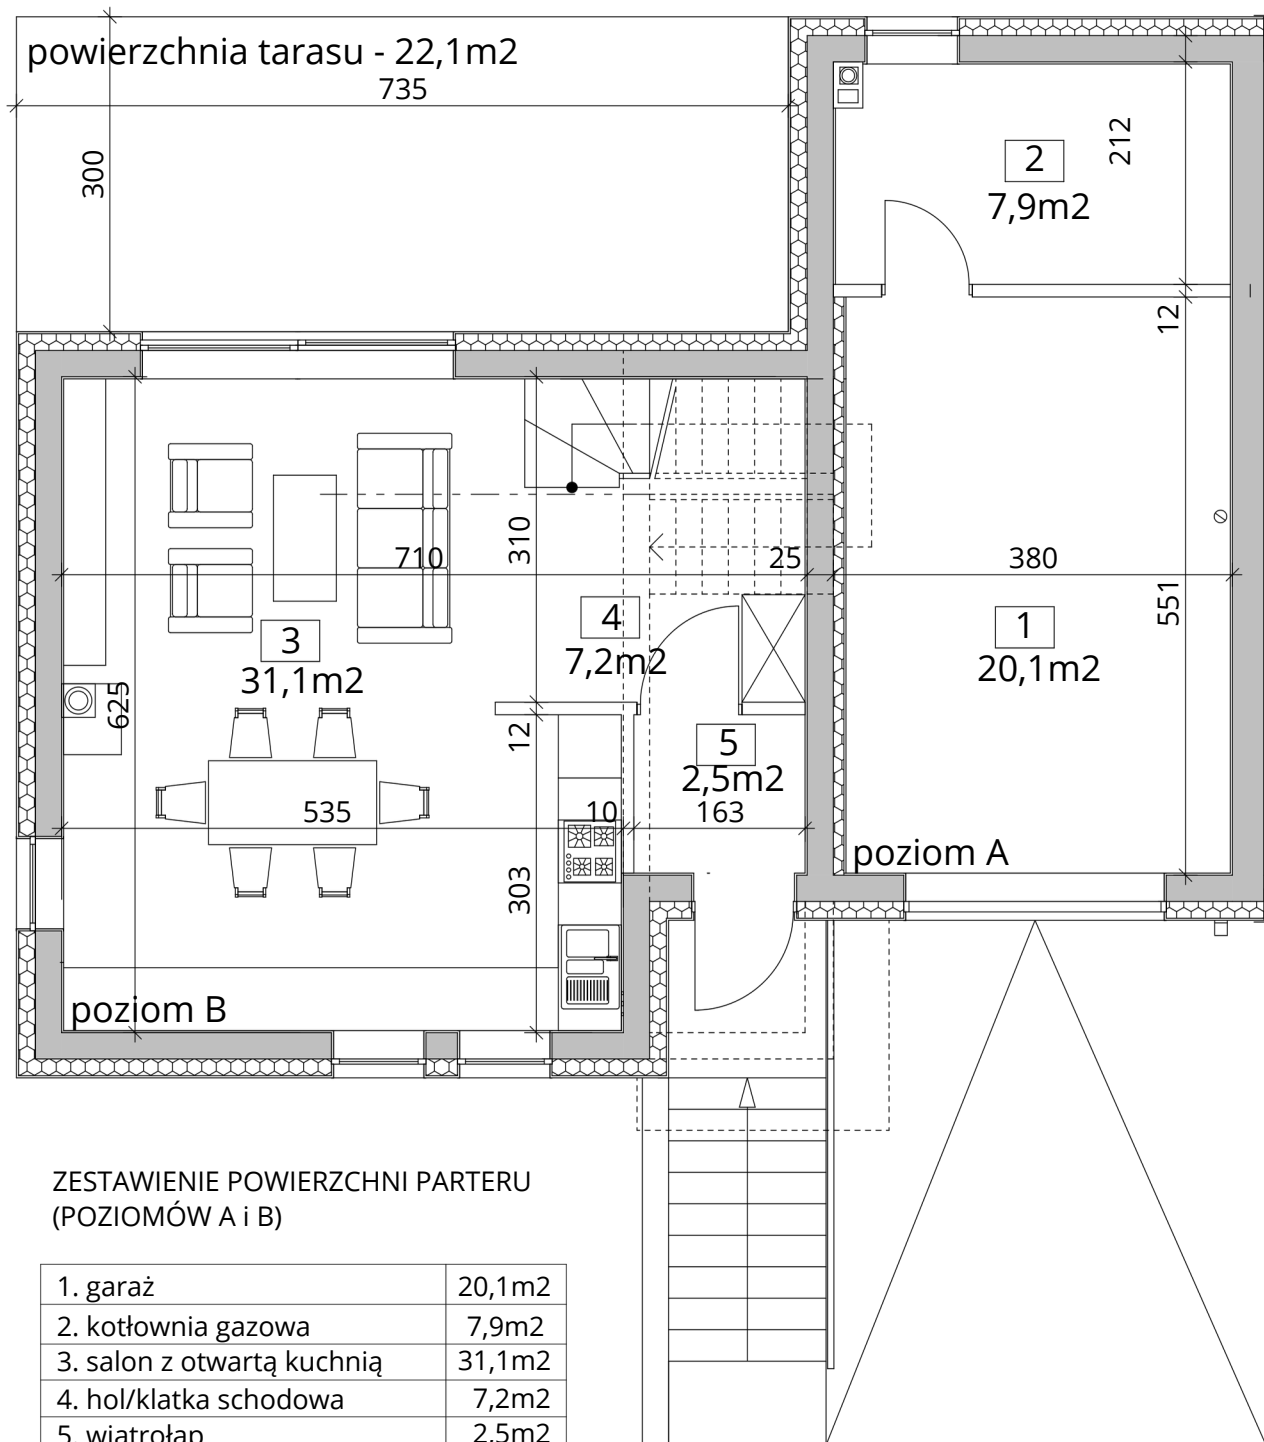 powierzchnia tarasu - 22,1m2
735
300
2
7,9m2
212
12
710
310
25
380
551
4
7,2m2
3
31,1m2
1
20,1m2
625
12
5
2,5m2
535
10
163
303
poziom A
poziom B
ZESTAWIENIE POWIERZCHNI PARTERU
(POZIOMÓW A i B)
1. garaż 20,1m2
2. kotłownia gazowa 7,9m2
3. salon z otwartą kuchnią 31,1m2
4. hol/klatka schodowa 7,2m2
5. wiatrołap 2,5m2